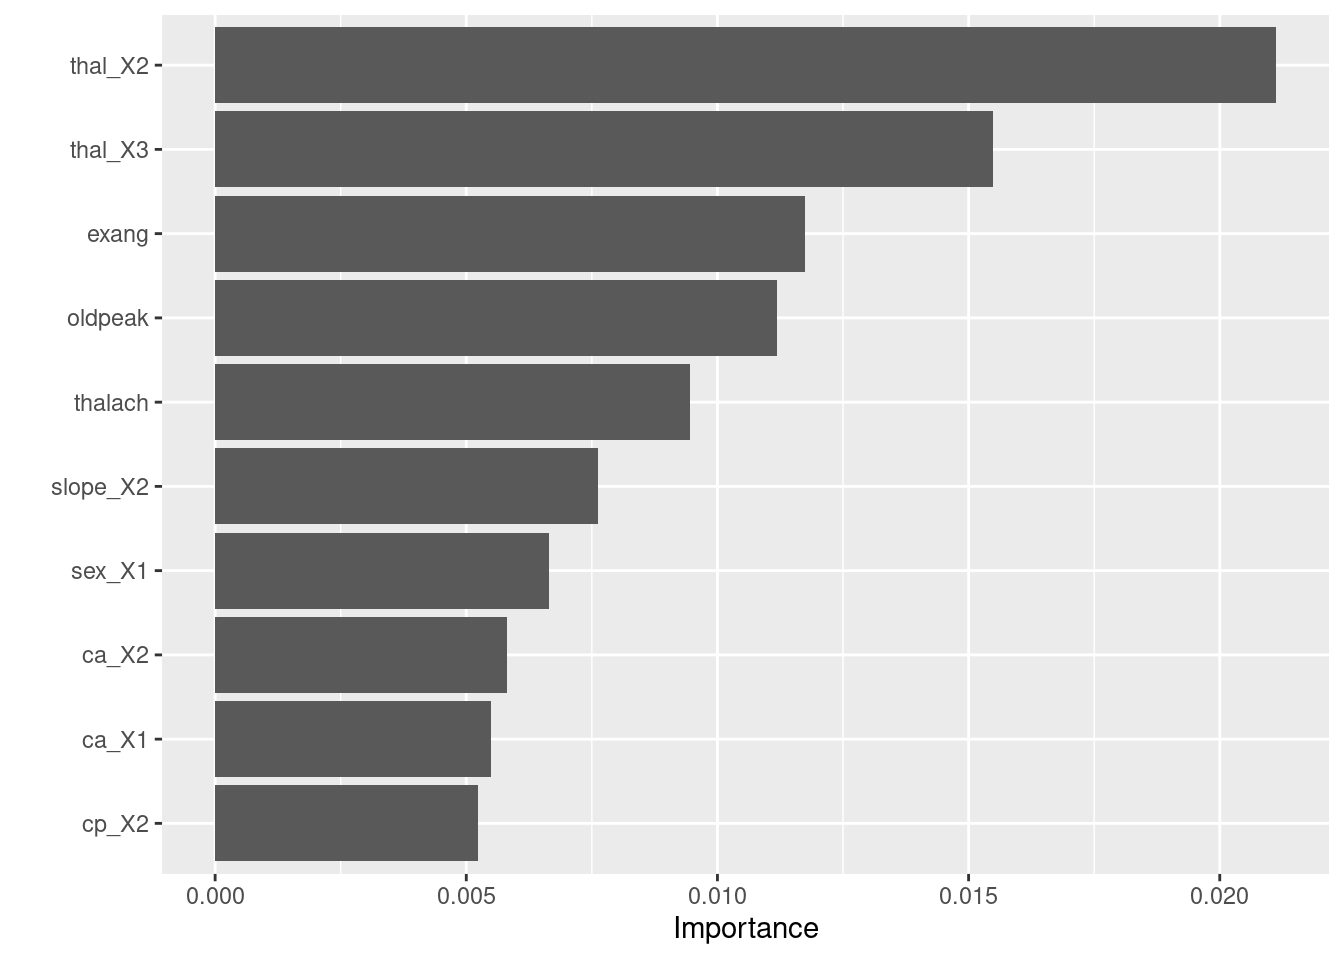 thal_X2
thal_X3
exang
oldpeak
thalach
slope_X2
sex_X1
ca_X2
ca_X1
cp_X2
0.000 0.005 0.010 0.015 0.020
Importance